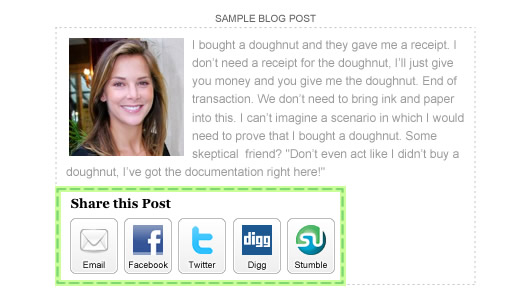 SAMPLE BLOG POST
I bought a doughnut and they gave me a receipt. I
don't need a receipt for the doughnut, I'll just give
you money and you give me the doughnut. End of
transaction. We don't need to bring ink and paper
into this. I can't imagine a scenario in which I would
need to prove that I bought a doughnut. Some
skeptical friend? "Don't even act like I didn't buy a
doughnut, I've got the documentation right here!"
Share this Post
f t digg SU
Email Facebook Twitter Digg Stumble